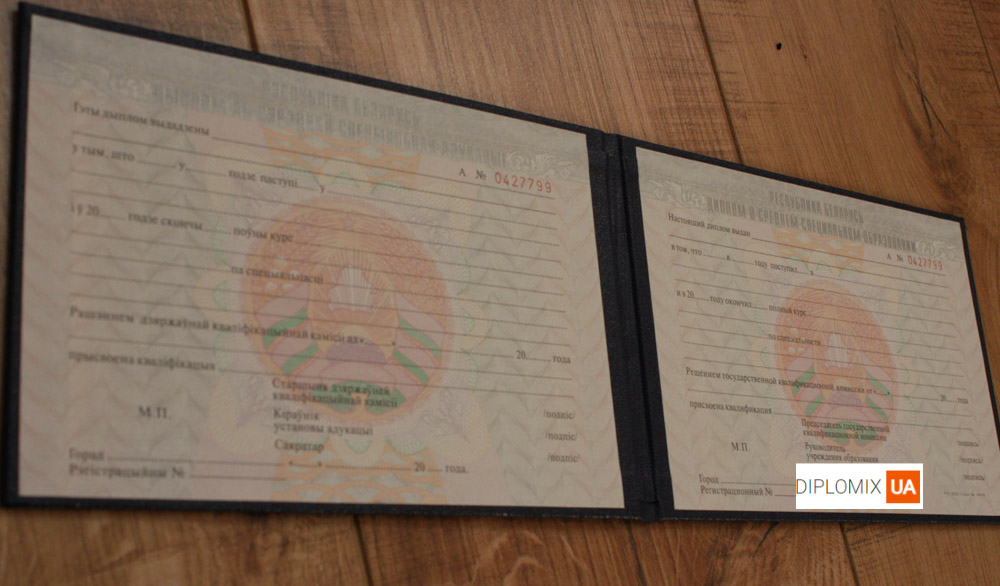 Гэты дыплом выдадзены
А № 0427799
у тым, што у годзе паступі у
і ў 20 годзе скончы поўны курс
па спецыяльнасці
Рашэннем дзяржаўнай кваліфікацыйнай камісіі ад « »
20 года
прысвоена кваліфікацыя
Старшыня дзяржаўнай
кваліфікацыйнай камісіі
/подпіс/
М.П.
Кіраўнік
установы адукацыі
/подпіс/
Сакратар
/подпіс/
Горад « » 20 года.
Рэгістрацыйны №
РЕСПУБЛИКА БЕЛАРУСЬ
ДИПЛОМ О СРЕДНЕМ СПЕЦИАЛЬНОМ ОБРАЗОВАНИИ
Настоящий диплом выдан
А № 0427799
в том, что в году поступил в
и в 20 году окончил полный курс
по специальности
Решением государственной квалификационной комиссии от « »
20 года
присвоена квалификация
Председатель государственной
квалификационной комиссии
/подпись/
М.П.
Руководитель
учреждения образования
/подпись/
/подпись/
Город
Регистрационный №
DIPLOMIX UA